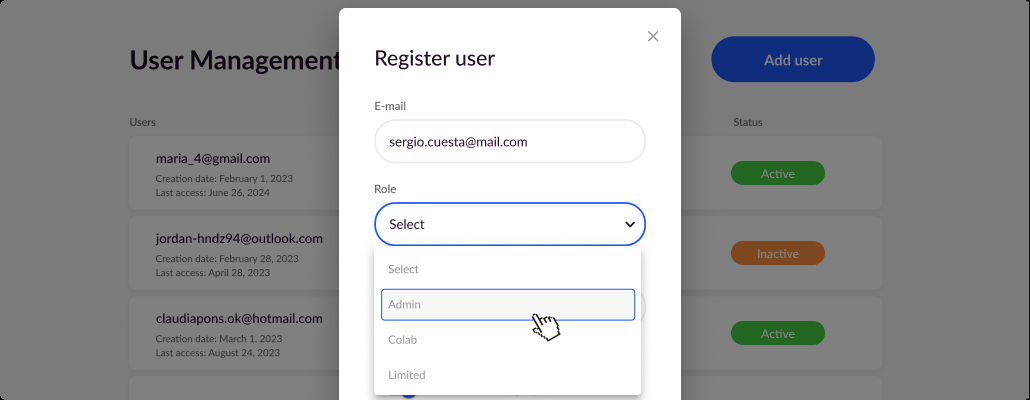 Register user
User Management
Add user
E-mail
Users
Status
sergio.cuesta@mail.com
maria_4@gmail.com
Creation date: February 1, 2023
Last access: June 26, 2024
Active
Role
Select
jordan-hndz94@outlook.com
Creation date: February 28, 2023
Last access: April 28, 2023
Inactive
Select
Admin
claudiapons.ok@hotmail.com
Creation date: March 1, 2023
Last access: August 24, 2023
Active
Colab
Limited